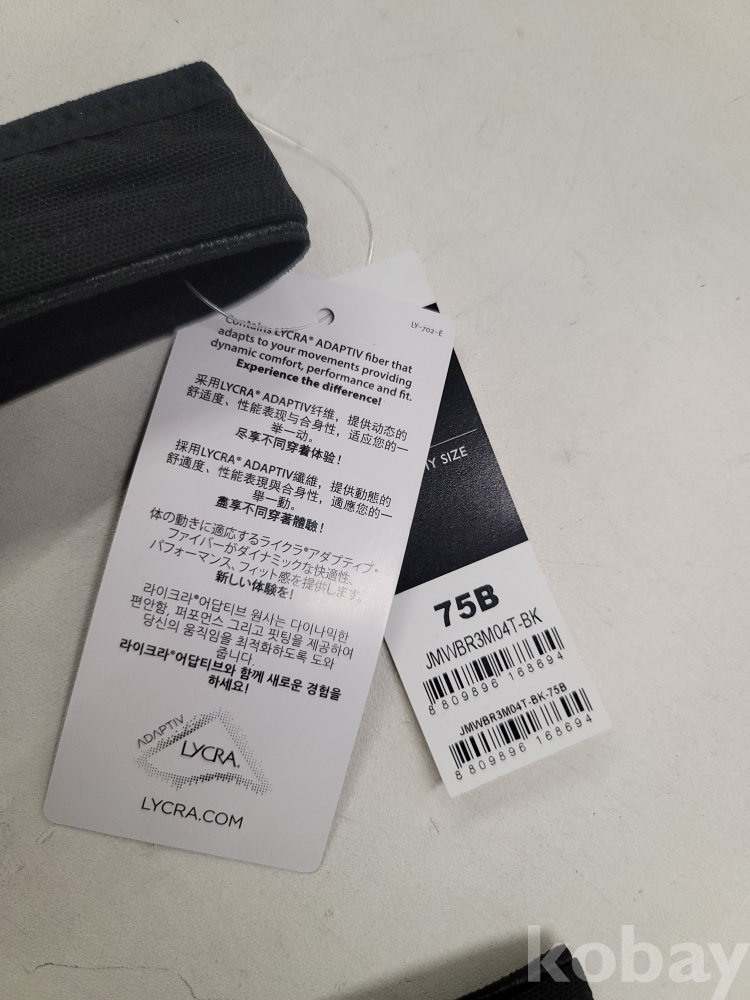 Contains LYCRA® ADAPTIV fiber that
adapts to your movements providing
dynamic comfort, performance and fit.
Experience the difference!
采用LYCRA® ADAPTIV纤维，提供动态的
舒适度、性能表现与合身性，适应您的一
举一动。
尽享不同穿着体验！
採用LYCRA® ADAPTIV纖維，提供動態的
舒適度、性能表現與合身性，適應您的一
舉一動。
盡享不同穿著體驗！
体の動きに適応するライクラ®アダプティブ・
ファイバーがダイナミックな快適性、
パフォーマンス、フィット感を提供します。
新しい体験を！
라이크라®어답티브 원사는 다이나믹한
편안함, 퍼포먼스 그리고 핏팅을 제공하여
당신의 움직임을 최적화하도록 도와
줍니다.
라이크라®어답티브와 함께 새로운 경험을
하세요!
ADAPTIV
LYCRA.
LYCRA.COM
LY-702-E
MY SIZE
75B
JMWBR3M04T-BK
8 809896 168694
JMWBR3M04T-BK-75B
8 809896 168694
kobay